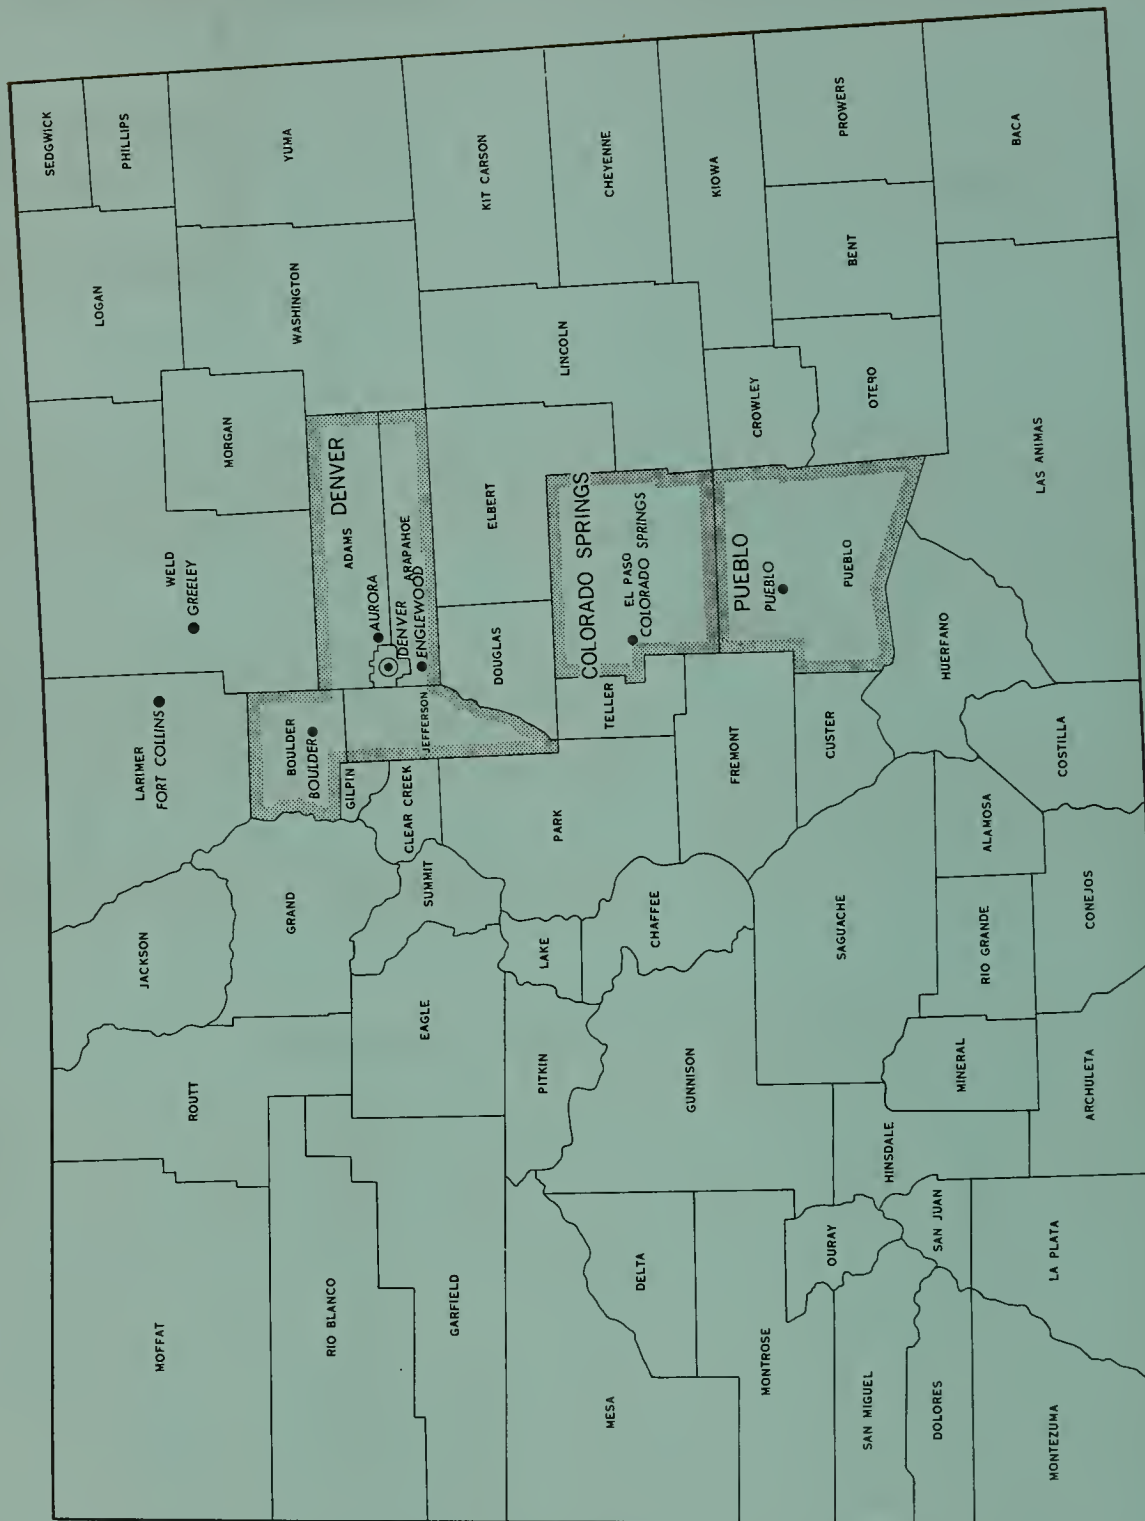 MOFFAT
ROUTT
JACKSON
LARIMER
FORT COLLINS
WELD
GREELEY
LOGAN
SEDGWICK
PHILLIPS
MORGAN
WASHINGTON
YUMA
RIO BLANCO
GRAND
BOULDER
BOULDER
GILPIN
ADAMS
DENVER
AURORA
DENVER
ARAPAHOE
ENGLEWOOD
GARFIELD
EAGLE
SUMMIT
CLEAR CREEK
JEFFERSON
PITKIN
LAKE
PARK
DOUGLAS
ELBERT
LINCOLN
KIT CARSON
CHEYENNE
MESA
DELTA
GUNNISON
CHAFFEE
TELLER
COLORADO SPRINGS
EL PASO
COLORADO SPRINGS
FREMONT
PUEBLO
PUEBLO
PUEBLO
CROWLEY
KIOWA
MONTROSE
OURAY
HINSDALE
SAGUACHE
CUSTER
OTERO
BENT
PROWERS
SAN MIGUEL
DOLORES
SAN JUAN
MINERAL
RIO GRANDE
ALAMOSA
HUERFANO
MONTEZUMA
LA PLATA
ARCHULETA
CONEJOS
COSTILLA
LAS ANIMAS
BACA